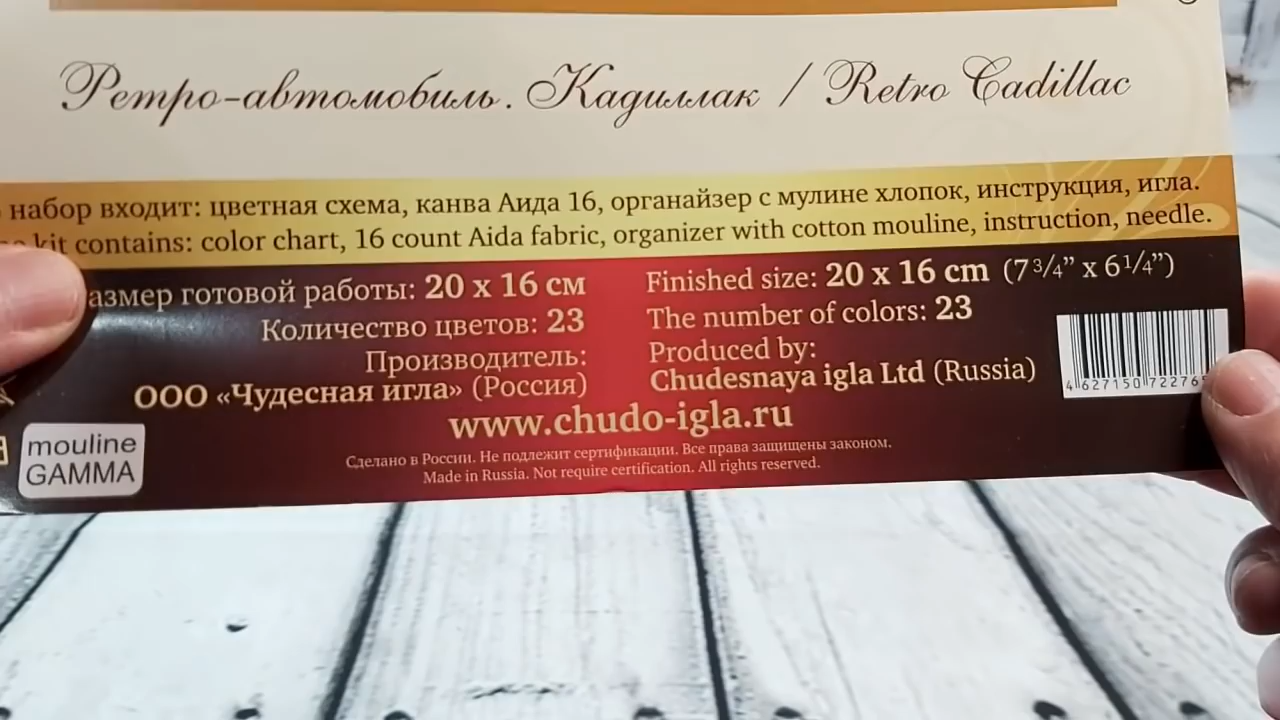 Ретро-автомобиль. Кадиллак / Retro Cadillac
набор входит: цветная схема, канва Аида 16, органайзер с мулине хлопок, инструкция, игла.
kit contains: color chart, 16 count Aida fabric, organizer with cotton mouline, instruction, needle.
азмер готовой работы: 20 x 16 см
Количество цветов: 23
Производитель:
ООО «Чудесная игла» (Россия)
Finished size: 20 x 16 cm (7 3/4” x 6 1/4”)
The number of colors: 23
Produced by:
Chudesnaya igla Ltd (Russia)
www.chudo-igla.ru
Сделано в России. Не подлежит сертификации. Все права защищены законом.
Made in Russia. Not require certification. All rights reserved.
4 627150 72276
mouline
GAMMA